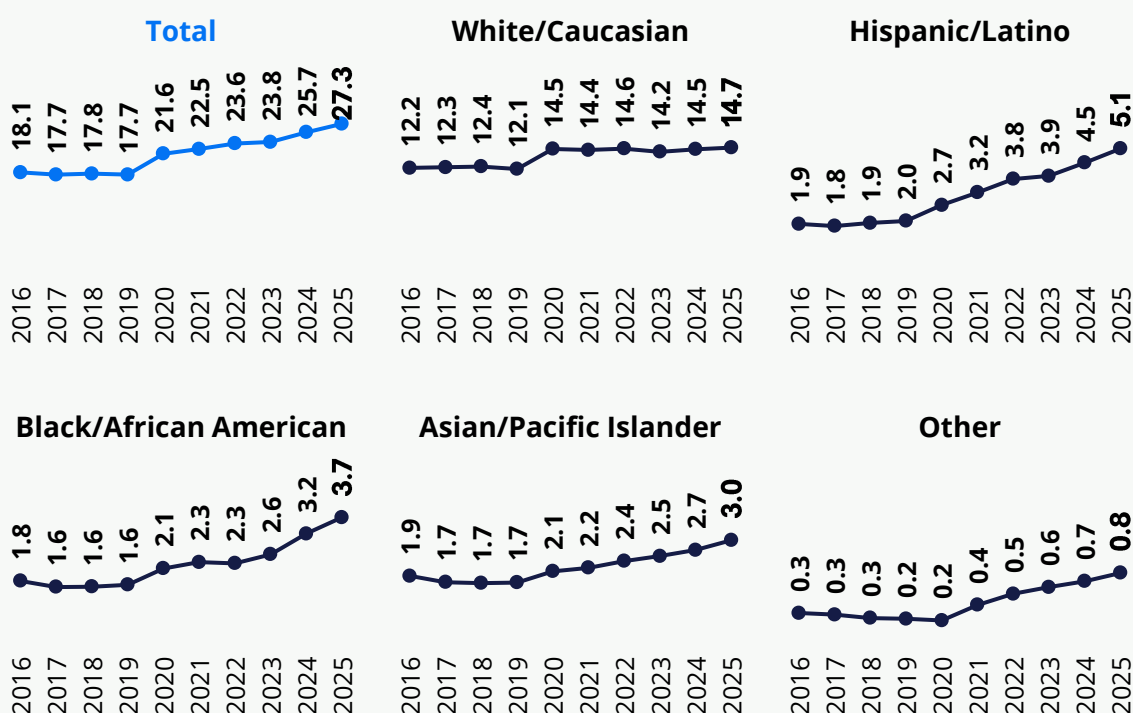 Total
18.1 17.7 17.8 17.7 21.6 22.5 23.6 23.8 25.7 27.3
2016 2017 2018 2019 2020 2021 2022 2023 2024 2025
White/Caucasian
12.2 12.3 12.4 12.1 14.5 14.4 14.6 14.2 14.5 14.7
2016 2017 2018 2019 2020 2021 2022 2023 2024 2025
Hispanic/Latino
1.9 1.8 1.9 2.0 2.7 3.2 3.8 3.9 4.5 5.1
2016 2017 2018 2019 2020 2021 2022 2023 2024 2025
Black/African American
1.8 1.6 1.6 1.6 2.1 2.3 2.3 2.6 3.2 3.7
2016 2017 2018 2019 2020 2021 2022 2023 2024 2025
Asian/Pacific Islander
1.9 1.7 1.7 1.7 2.1 2.2 2.4 2.5 2.7 3.0
2016 2017 2018 2019 2020 2021 2022 2023 2024 2025
Other
0.3 0.3 0.3 0.2 0.2 0.4 0.5 0.6 0.7 0.8
2016 2017 2018 2019 2020 2021 2022 2023 2024 2025